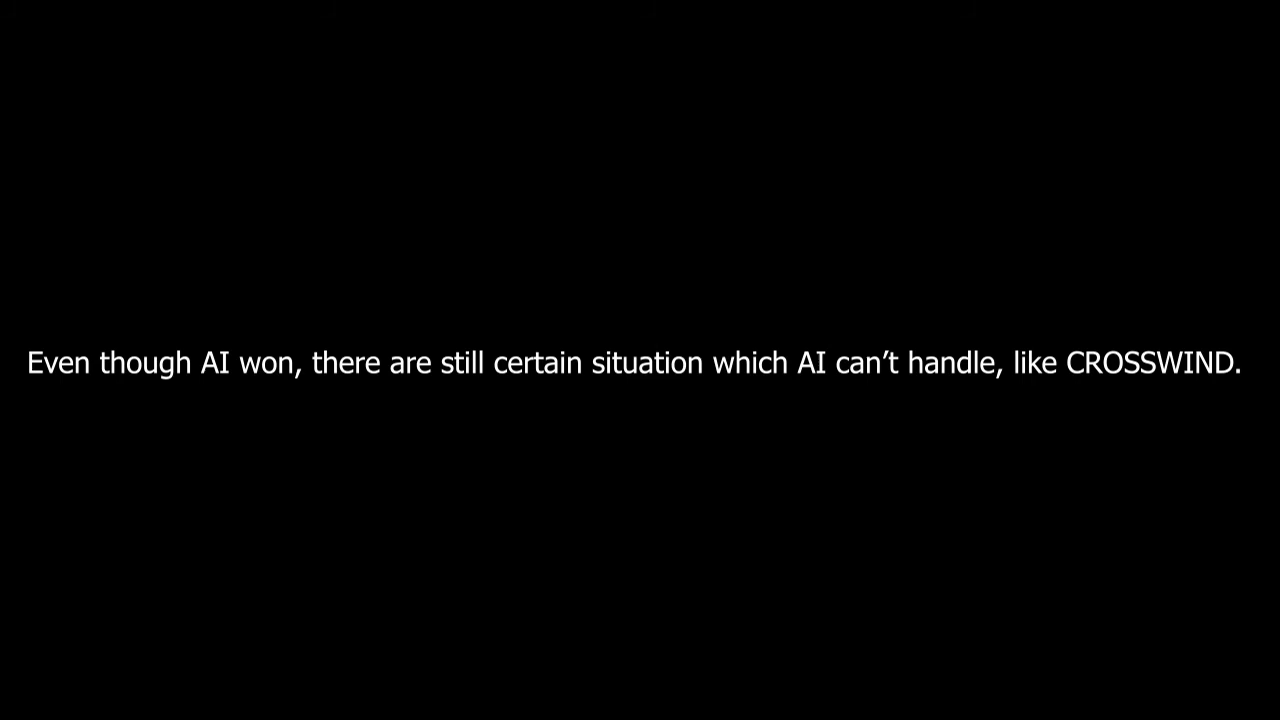 Even though AI won, there are still certain situation which AI can’t handle, like CROSSWIND.